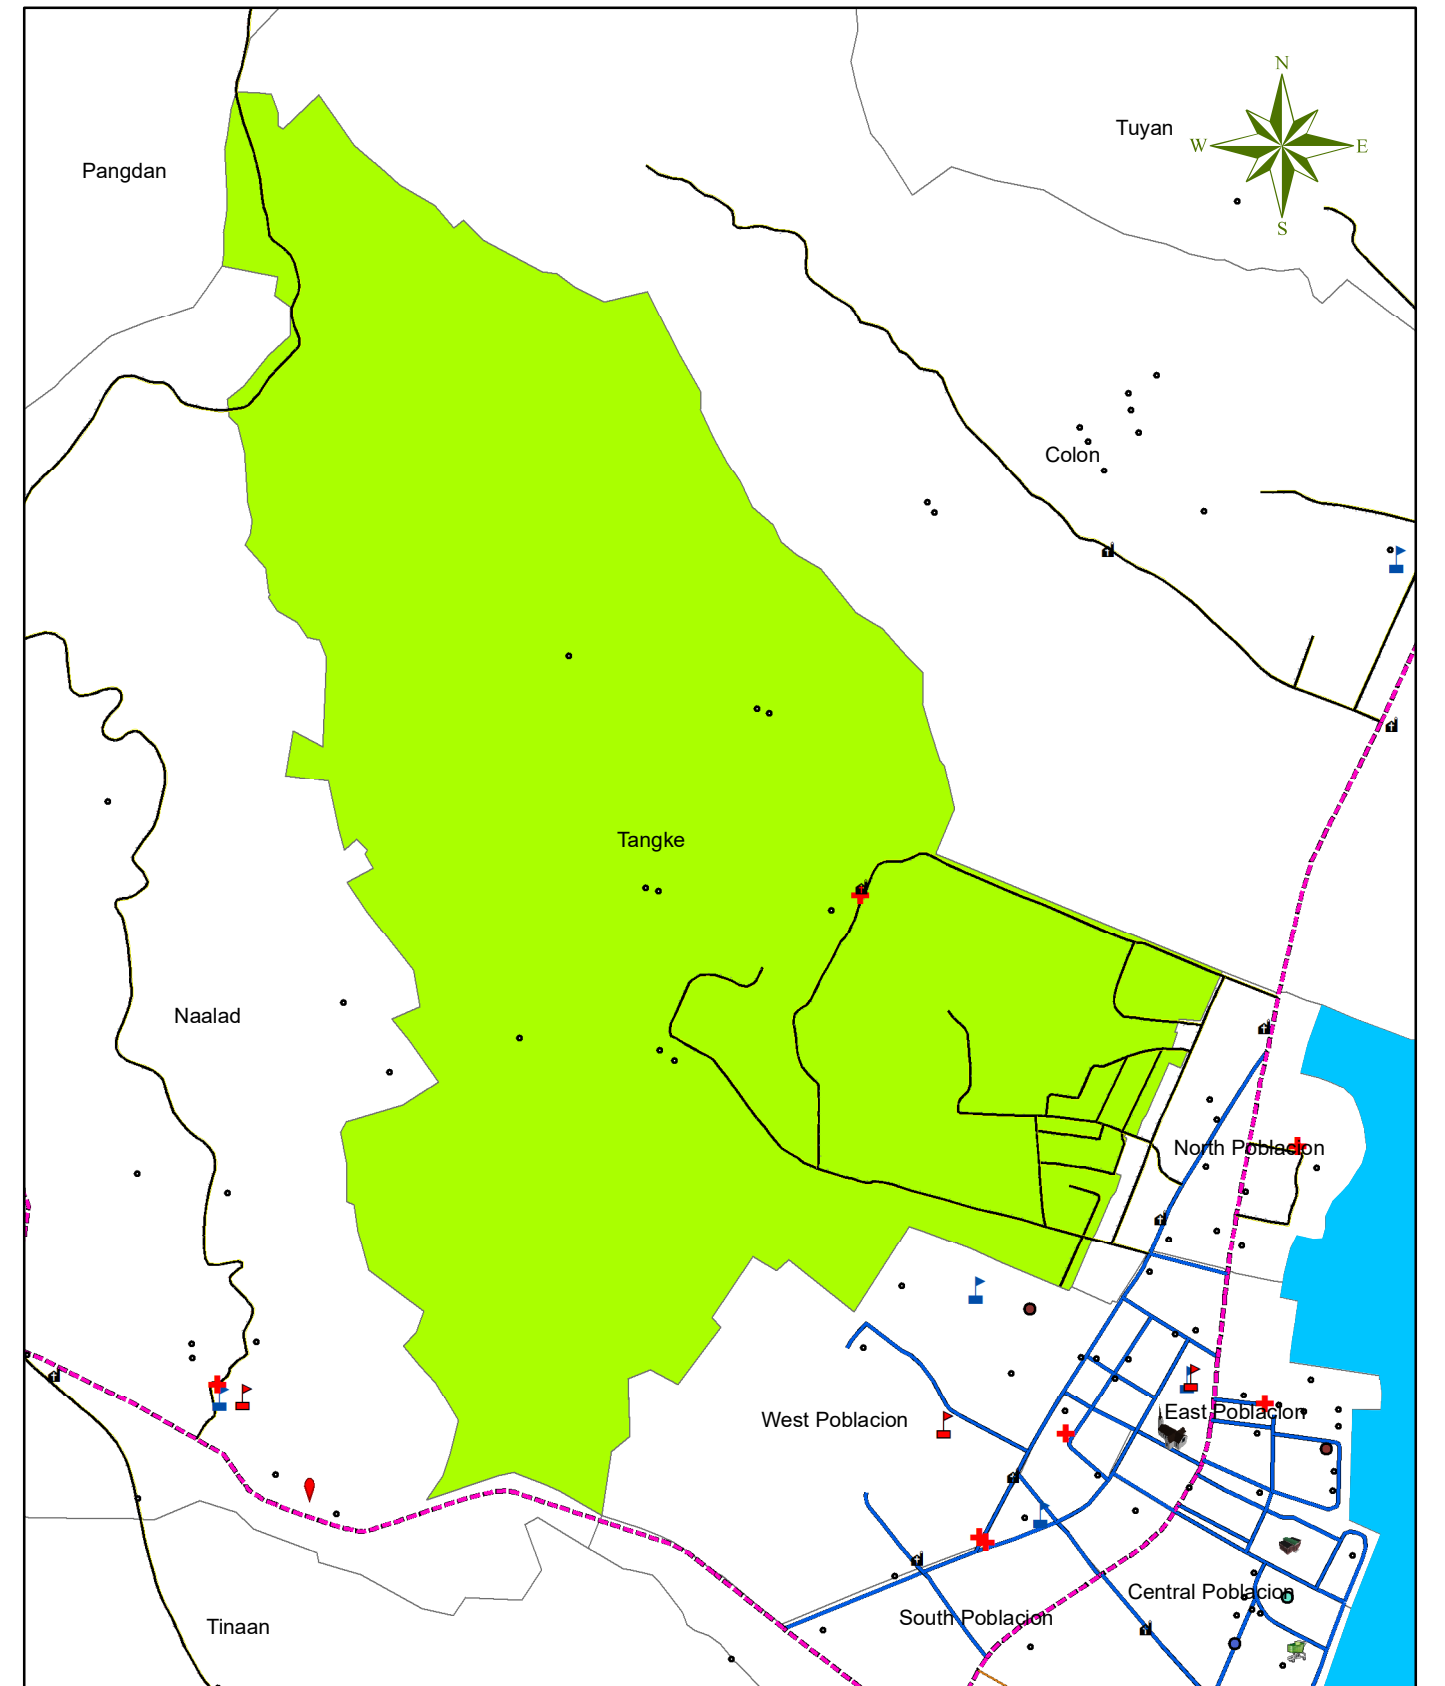 N
Tuyan
W
E
Pangdan
S
Colon
Tangke
Naalad
North Poblacion
East Poblacion
West Poblacion
Central Poblacion
South Poblacion
Tinaan